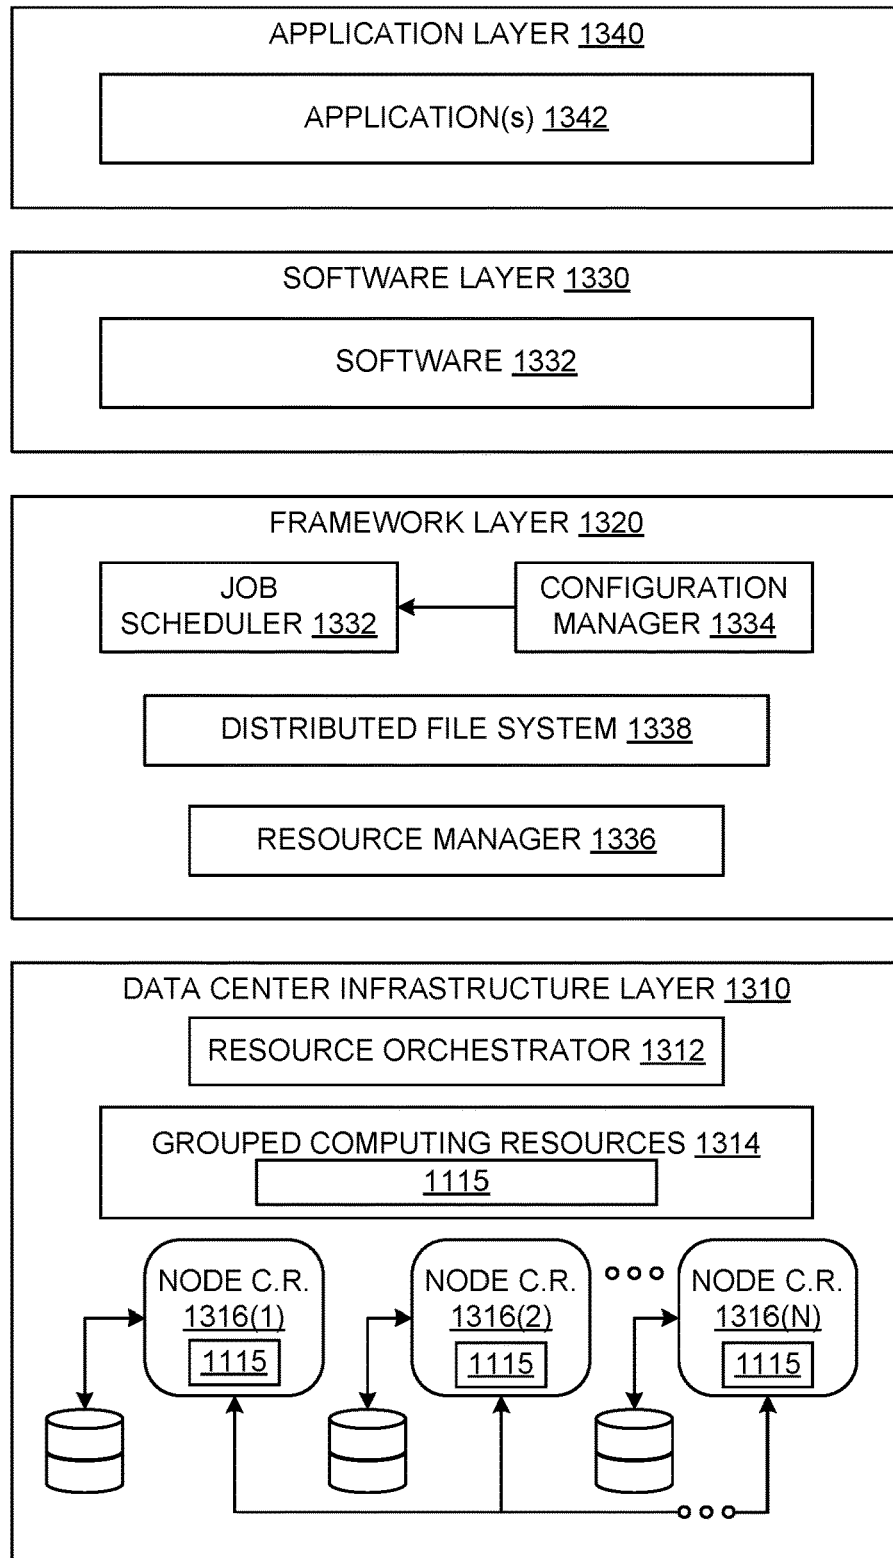 APPLICATION LAYER 1340
APPLICATION(s) 1342
SOFTWARE LAYER 1330
SOFTWARE 1332
FRAMEWORK LAYER 1320
JOB
SCHEDULER 1332
CONFIGURATION
MANAGER 1334
DISTRIBUTED FILE SYSTEM 1338
RESOURCE MANAGER 1336
DATA CENTER INFRASTRUCTURE LAYER 1310
RESOURCE ORCHESTRATOR 1312
GROUPED COMPUTING RESOURCES 1314
1115
NODE C.R.
1316(1)
1115
NODE C.R.
1316(2)
1115
NODE C.R.
1316(N)
1115